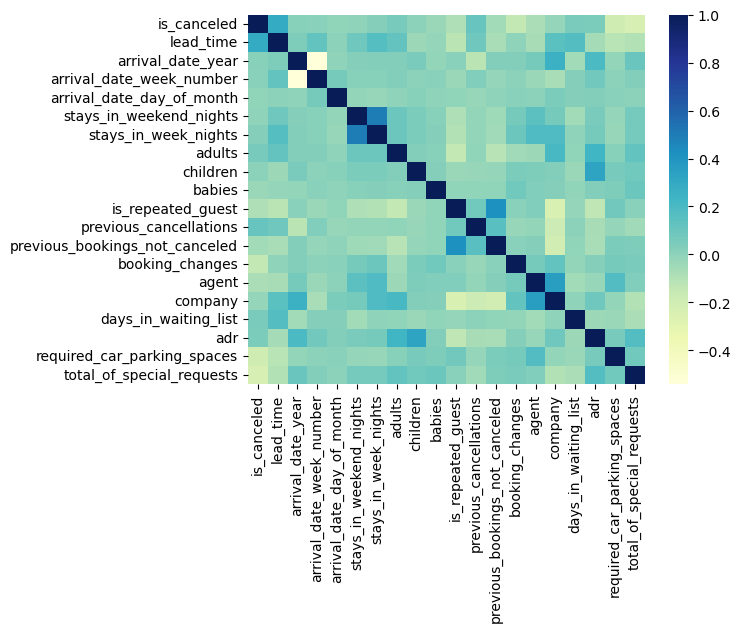 is_canceled
lead_time
arrival_date_year
arrival_date_week_number
arrival_date_day_of_month
stays_in_weekend_nights
stays_in_week_nights
adults
children
babies
is_repeated_guest
previous_cancellations
previous_bookings_not_canceled
booking_changes
agent
company
days_in_waiting_list
adr
required_car_parking_spaces
total_of_special_requests
is_canceled
lead_time
arrival_date_year
arrival_date_week_number
arrival_date_day_of_month
stays_in_weekend_nights
stays_in_week_nights
adults
children
babies
is_repeated_guest
previous_cancellations
previous_bookings_not_canceled
booking_changes
agent
company
days_in_waiting_list
adr
required_car_parking_spaces
total_of_special_requests
1.0
0.8
0.6
0.4
0.2
0.0
−0.2
−0.4